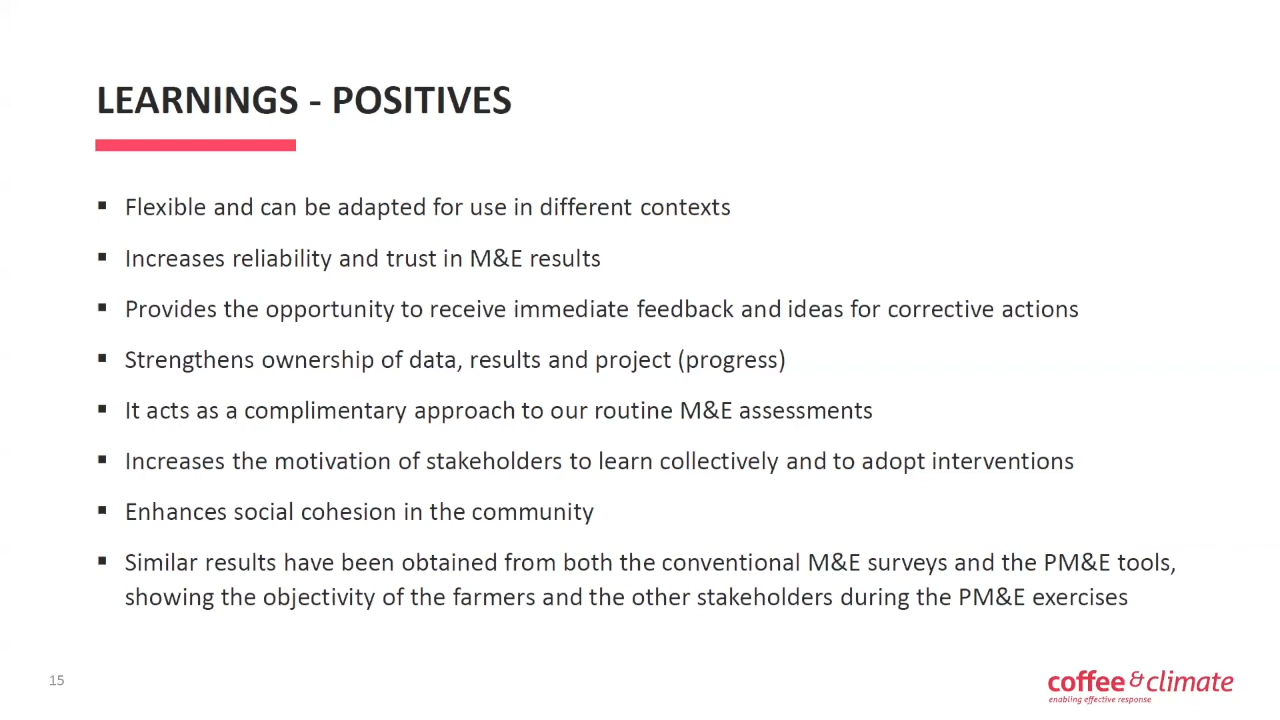 LEARNINGS - POSITIVES
▪ Flexible and can be adapted for use in different contexts
▪ Increases reliability and trust in M&E results
▪ Provides the opportunity to receive immediate feedback and ideas for corrective actions
▪ Strengthens ownership of data, results and project (progress)
▪ It acts as a complimentary approach to our routine M&E assessments
▪ Increases the motivation of stakeholders to learn collectively and to adopt interventions
▪ Enhances social cohesion in the community
▪ Similar results have been obtained from both the conventional M&E surveys and the PM&E tools,
showing the objectivity of the farmers and the other stakeholders during the PM&E exercises
15
coffee&climate
enabling effective response